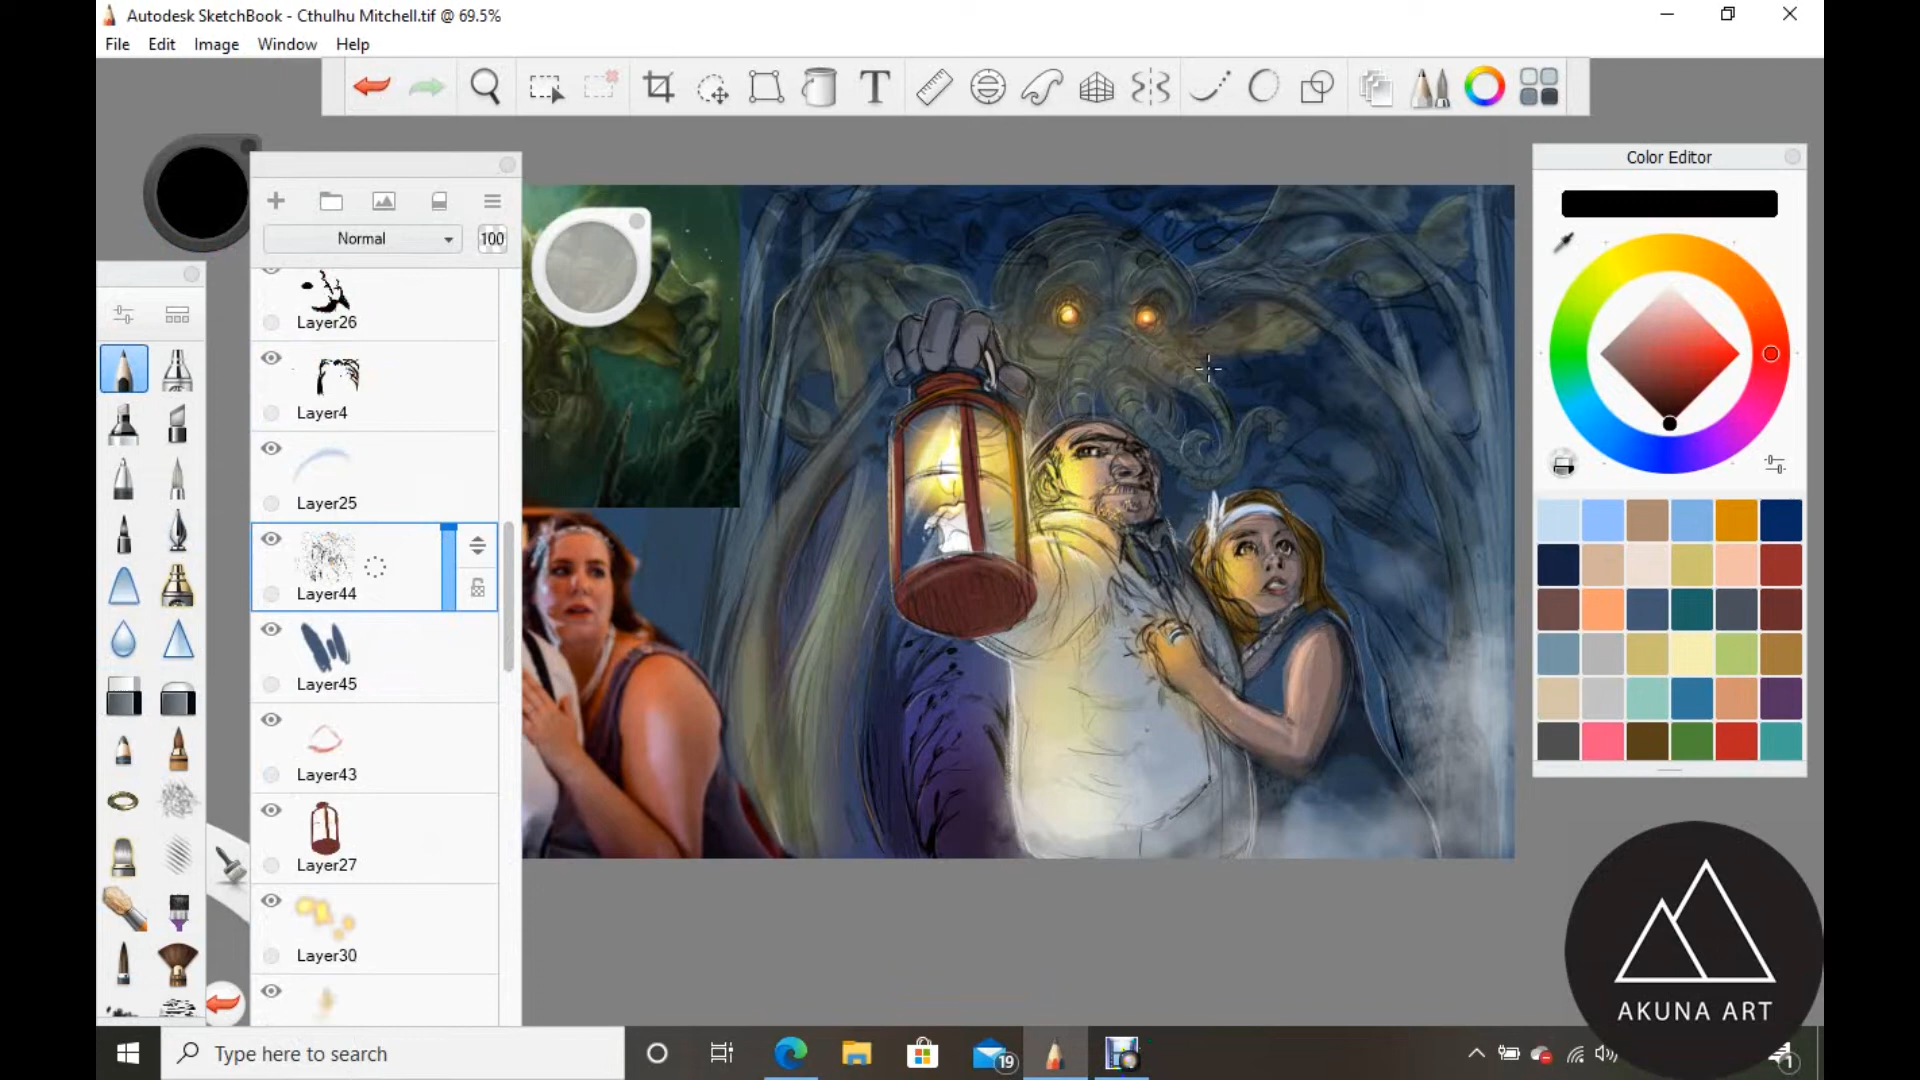 Autodesk SketchBook - Cthulhu Mitchell.tif @ 69.5%
File Edit Image Window Help
T
Color Editor
Normal 100
Layer26
Layer4
Layer25
Layer44
Layer45
Layer43
Layer27
Layer30
AKUNA ART
Type here to search
19
1